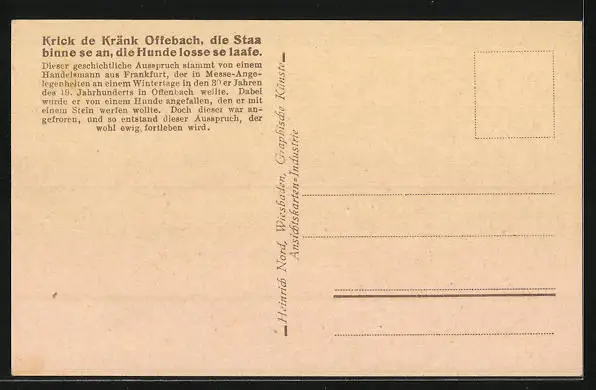 Krick de Kränk Offebach, die Staa
binne se an, die Hunde losse se laafe.
Dieser geschichtliche Ausspruch stammt von einem
Handelsmann aus Frankfurt, der in Messe-Ange-
legenheiten an einem Wintertage in den 30er Jahren
des 19. Jahrhunderts in Offenbach weilte. Dabei
wurde er von einem Hunde angefallen, den er mit
einem Stein werfen wollte. Doch dieser war an-
gefroren, und so entstand dieser Ausspruch, der
wohl ewig fortleben wird.
Heinrich Nord, Wiesbaden, Graphische Künste
Ansichtskarten-Industrie